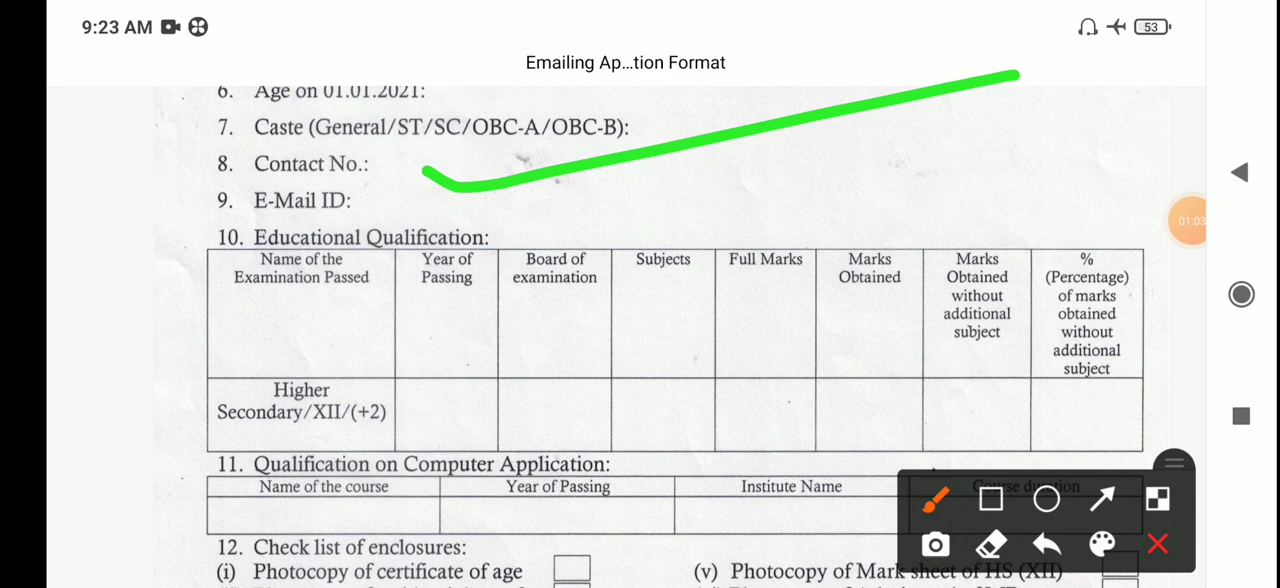 9:23 AM
53
Emailing Ap...tion Format
6. Age on 01.01.2021:
7. Caste (General/ST/SC/OBC-A/OBC-B):
8. Contact No.:
9. E-Mail ID:
01:03
10. Educational Qualification:
Name of the Examination Passed
Year of Passing
Board of examination
Subjects
Full Marks
Marks Obtained
Marks Obtained without additional subject
% (Percentage) of marks obtained without additional subject
Higher Secondary/XII/(+2)
11. Qualification on Computer Application:
Name of the course
Year of Passing
Institute Name
Course duration
12. Check list of enclosures:
(i) Photocopy of certificate of age
(v) Photocopy of Mark sheet of HS (XII)